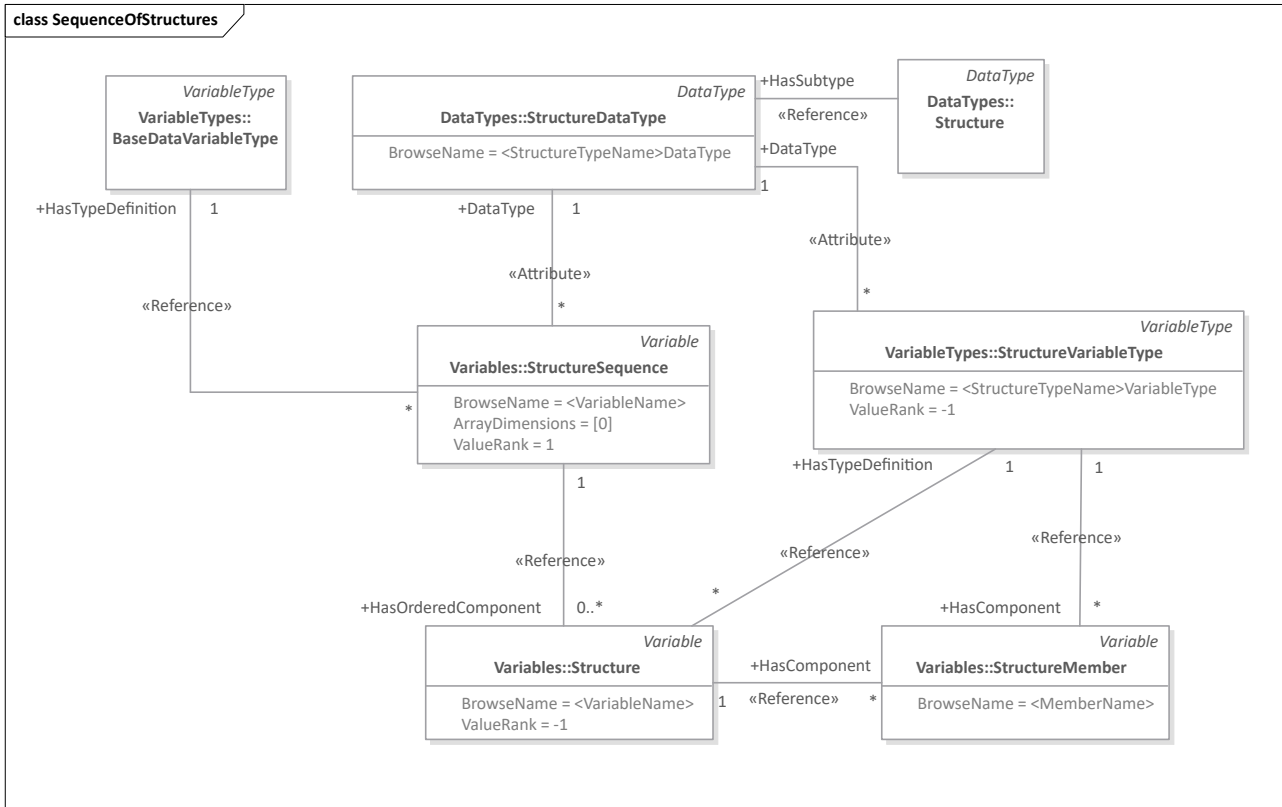 class SequenceOfStructures
VariableType
VariableTypes::
BaseDataVariableType
DataType
DataTypes::StructureDataType
BrowseName = <StructureTypeName>DataType
+HasSubtype
«Reference»
DataType
DataTypes::
Structure
+DataType
1
+HasTypeDefinition
1
+DataType
1
«Attribute»
«Attribute»
«Reference»
*
*
Variable
Variables::StructureSequence
BrowseName = <VariableName>
ArrayDimensions = [0]
ValueRank = 1
*
VariableType
VariableTypes::StructureVariableType
BrowseName = <StructureTypeName>VariableType
ValueRank = -1
+HasTypeDefinition
1
1
1
«Reference»
«Reference»
«Reference»
*
+HasOrderedComponent
0..*
+HasComponent
*
Variable
Variables::Structure
BrowseName = <VariableName>
ValueRank = -1
+HasComponent
«Reference»
1
*
Variable
Variables::StructureMember
BrowseName = <MemberName>